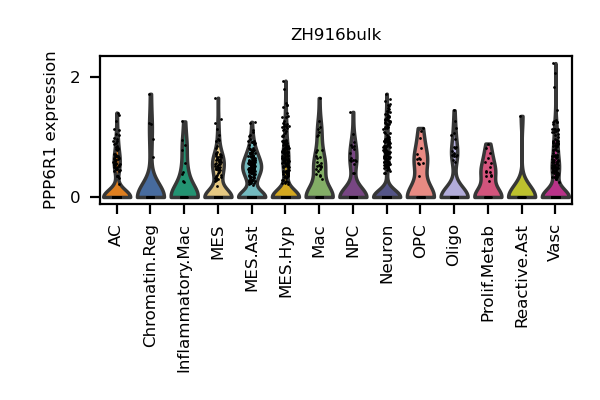 ZH916bulk
PPP6R1 expression
2
0
AC
Chromatin.Reg
Inflammatory.Mac
MES
MES.Ast
MES.Hyp
Mac
NPC
Neuron
OPC
Oligo
Prolif.Metab
Reactive.Ast
Vasc